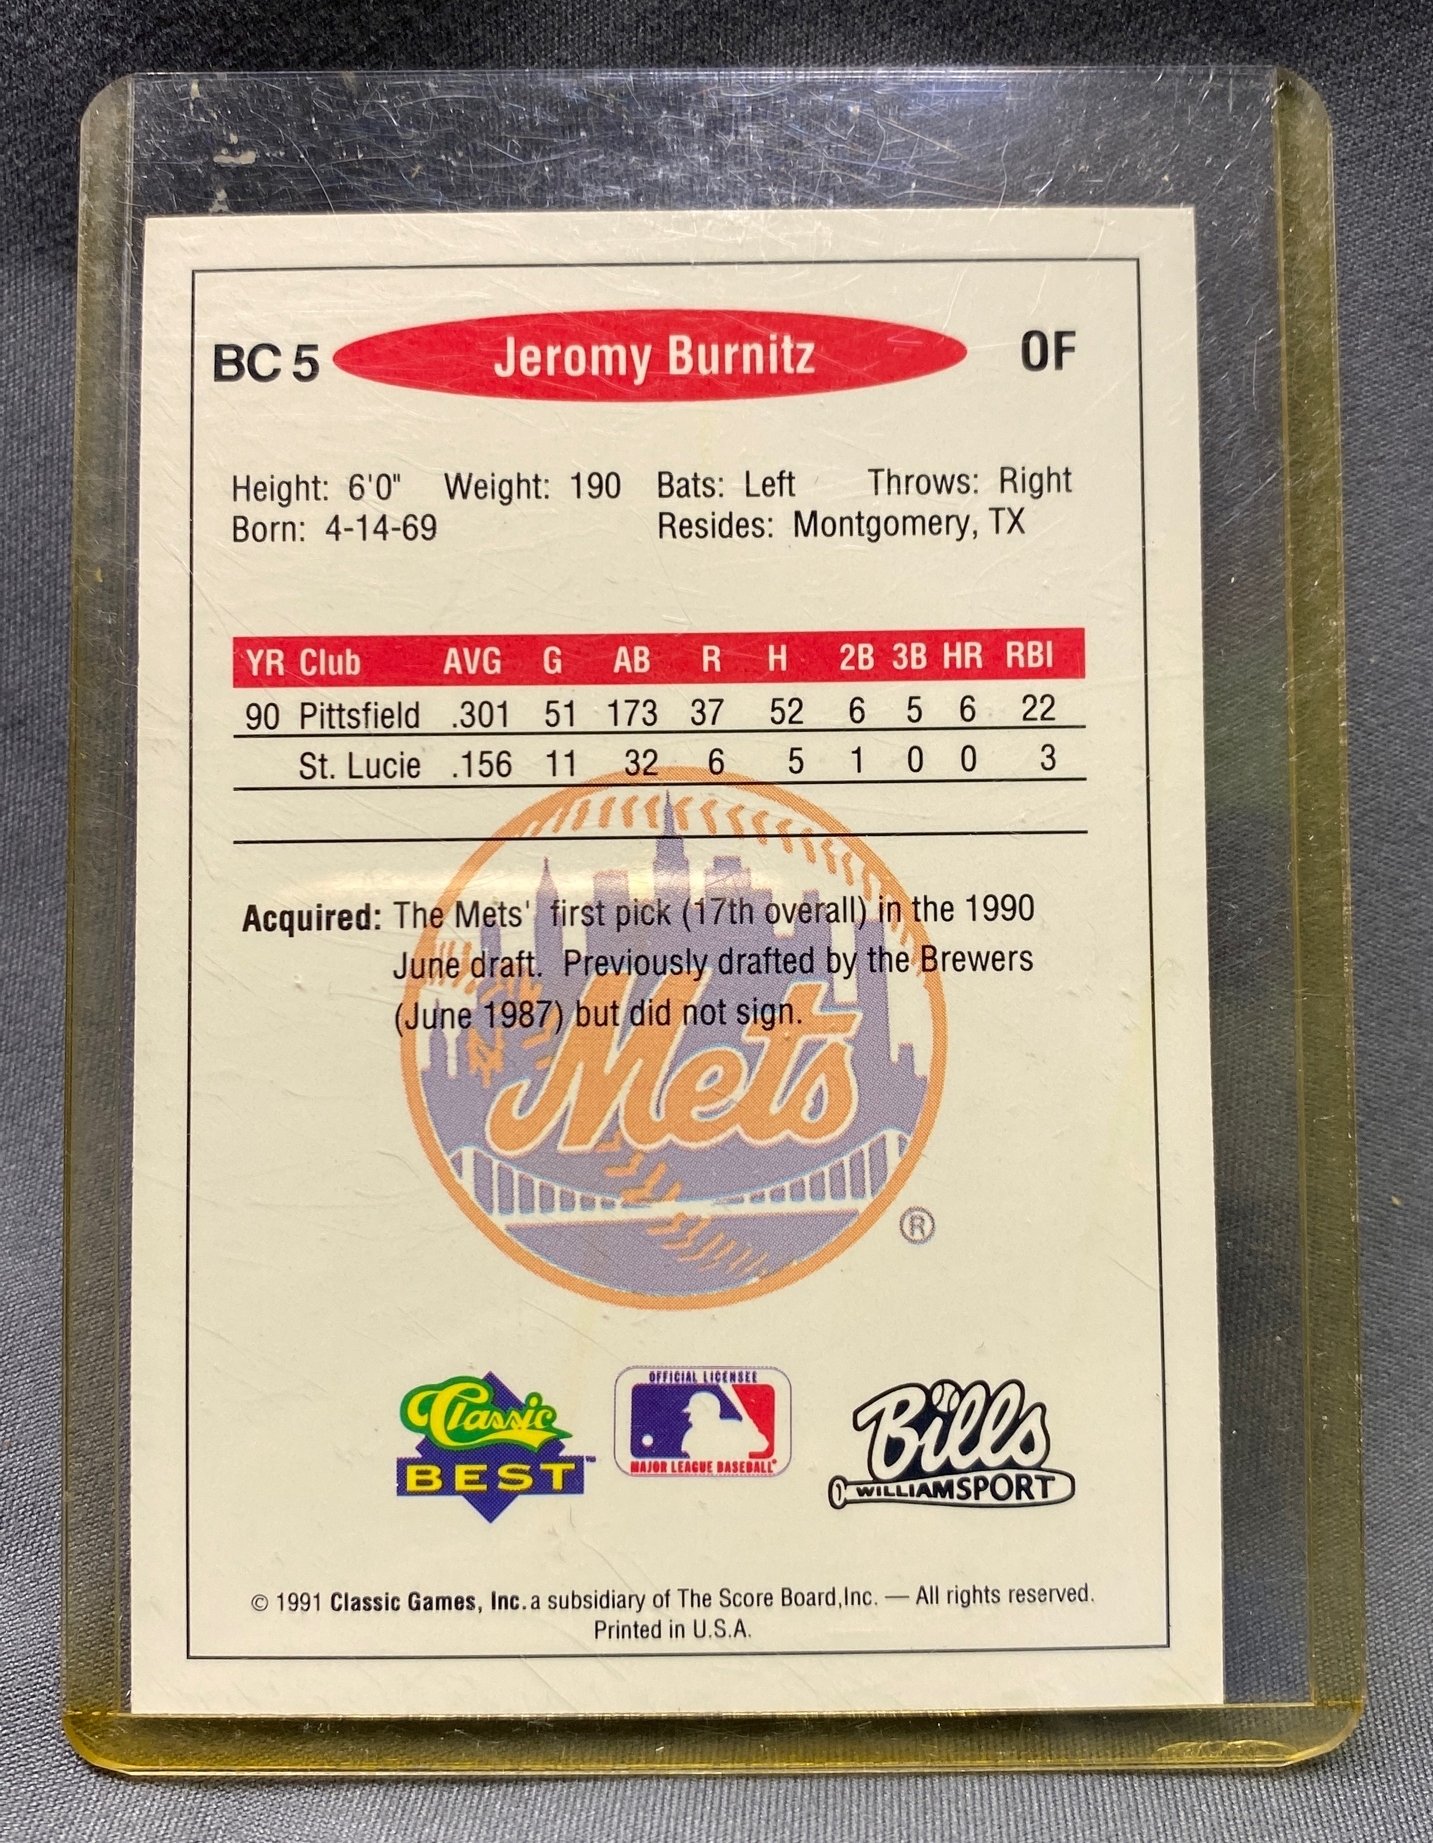 BC 5 Jeromy Burnitz OF
Height: 6'0" Weight: 190 Bats: Left Throws: Right
Born: 4-14-69 Resides: Montgomery, TX
YR Club AVG G AB R H 2B 3B HR RBI
90 Pittsfield .301 51 173 37 52 6 5 6 22
St. Lucie .156 11 32 6 5 1 0 0 3
Acquired: The Mets' first pick (17th overall) in the 1990
June draft. Previously drafted by the Brewers
(June 1987) but did not sign.
NY
Mets
®
Classic
BEST™
OFFICIAL LICENSEE
MAJOR LEAGUE BASEBALL®
Bills
WILLIAMSPORT
© 1991 Classic Games, Inc. a subsidiary of The Score Board,Inc. — All rights reserved.
Printed in U.S.A.